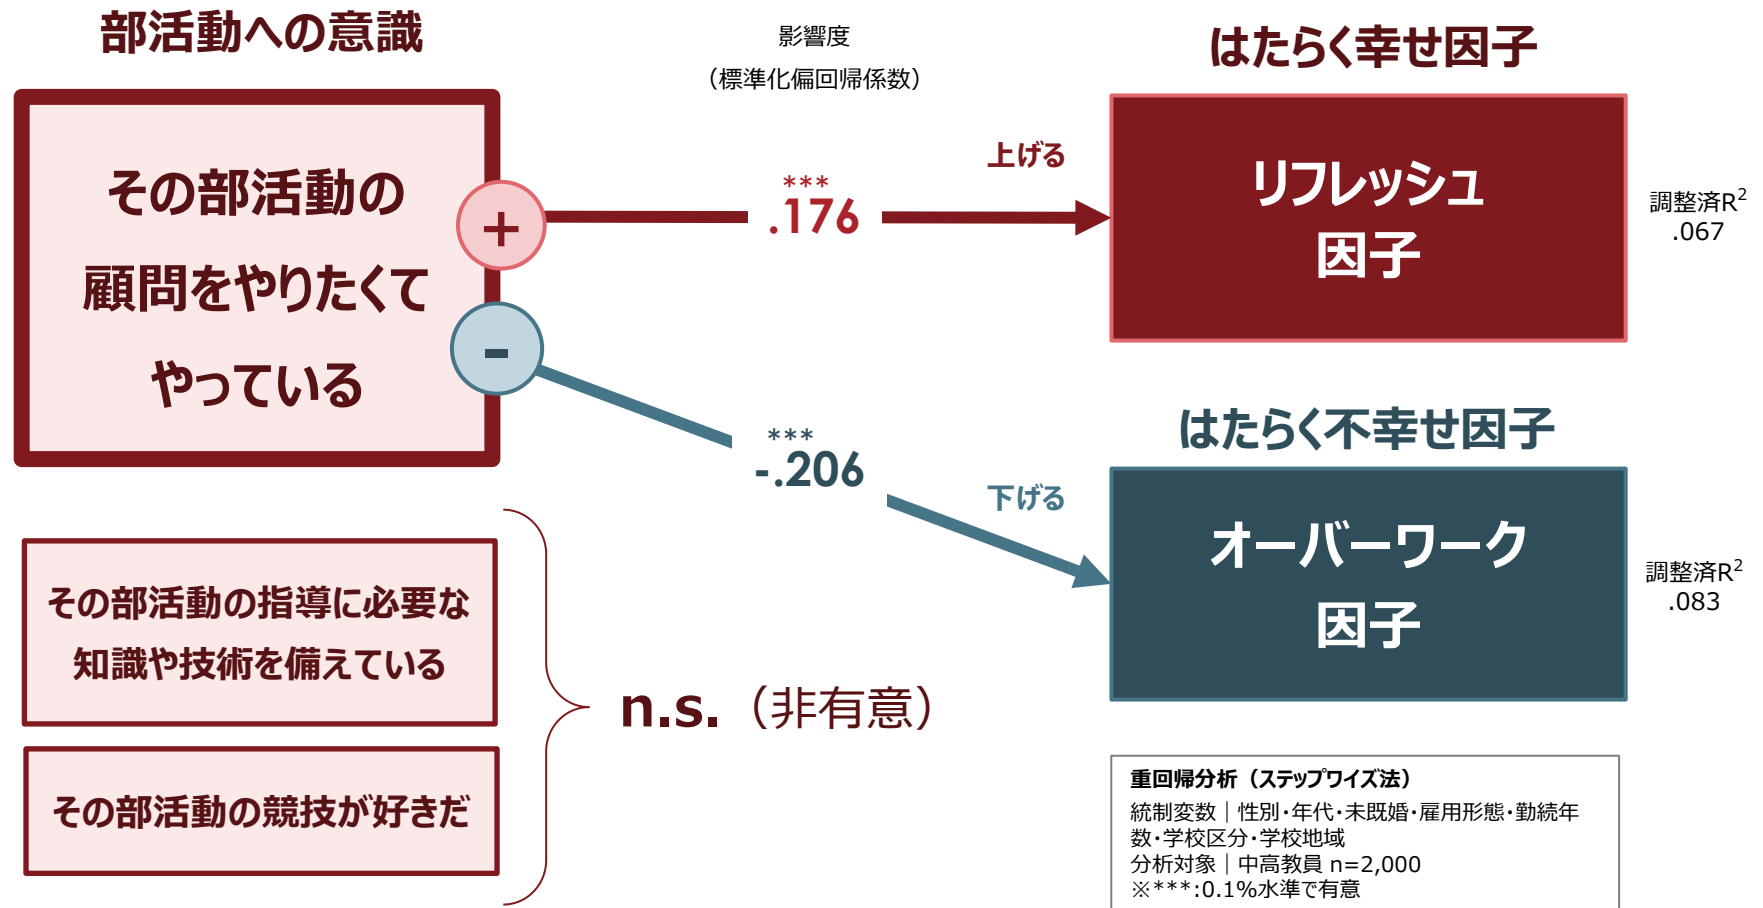 部活動への意識
影響度
（標準化偏回帰係数）
はたらく幸せ因子
その部活動の
顧問をやりたくて
やっている
+
-
***
.176
上げる
リフレッシュ
因子
調整済R²
.067
***
-.206
下げる
はたらく不幸せ因子
オーバーワーク
因子
調整済R²
.083
その部活動の指導に必要な
知識や技術を備えている
その部活動の競技が好きだ
n.s.（非有意）
重回帰分析（ステップワイズ法）
統制変数｜性別・年代・未既婚・雇用形態・勤続年
数・学校区分・学校地域
分析対象｜中高教員 n=2,000
※***:0.1%水準で有意